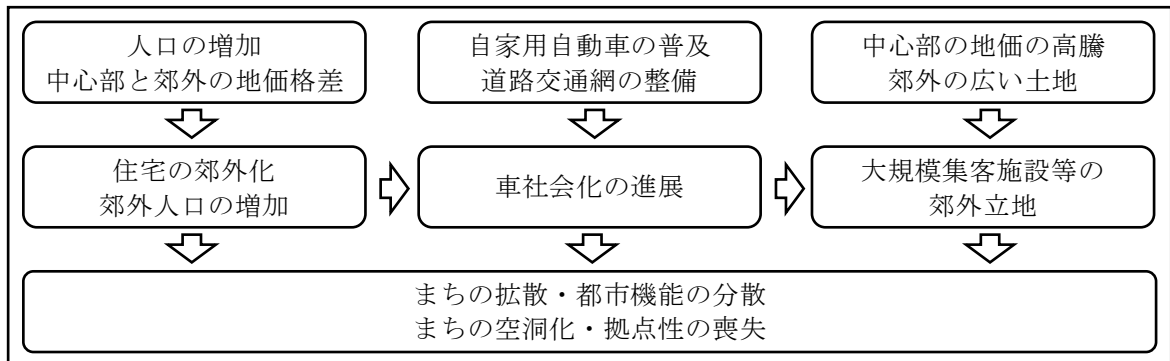 人口の増加
中心部と郊外の地価格差
自家用自動車の普及
道路交通網の整備
中心部の地価の高騰
郊外の広い土地
住宅の郊外化
郊外人口の増加
車社会化の進展
大規模集客施設等の
郊外立地
まちの拡散・都市機能の分散
まちの空洞化・拠点性の喪失